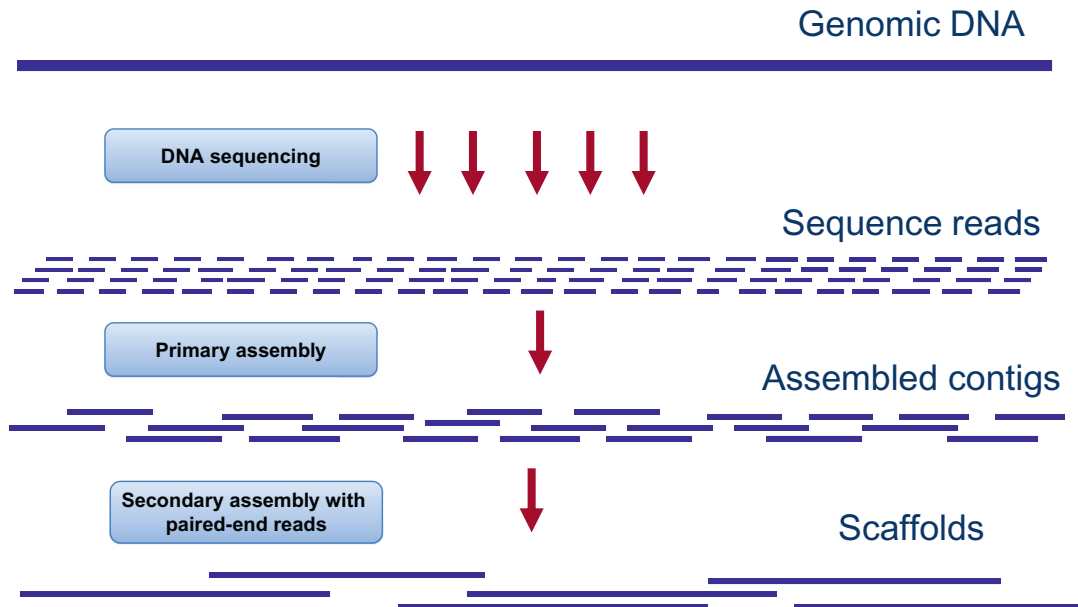 Genomic DNA
DNA sequencing
Sequence reads
Primary assembly
Assembled contigs
Secondary assembly with
paired-end reads
Scaffolds